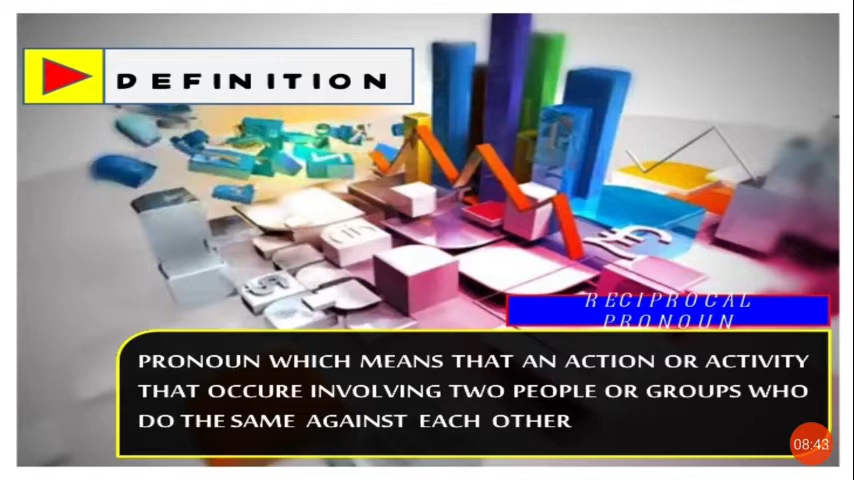 DEFINITION
RECIPROCAL
PRONOUN
PRONOUN WHICH MEANS THAT AN ACTION OR ACTIVITY
THAT OCCURE INVOLVING TWO PEOPLE OR GROUPS WHO
DO THE SAME AGAINST EACH OTHER
08:43